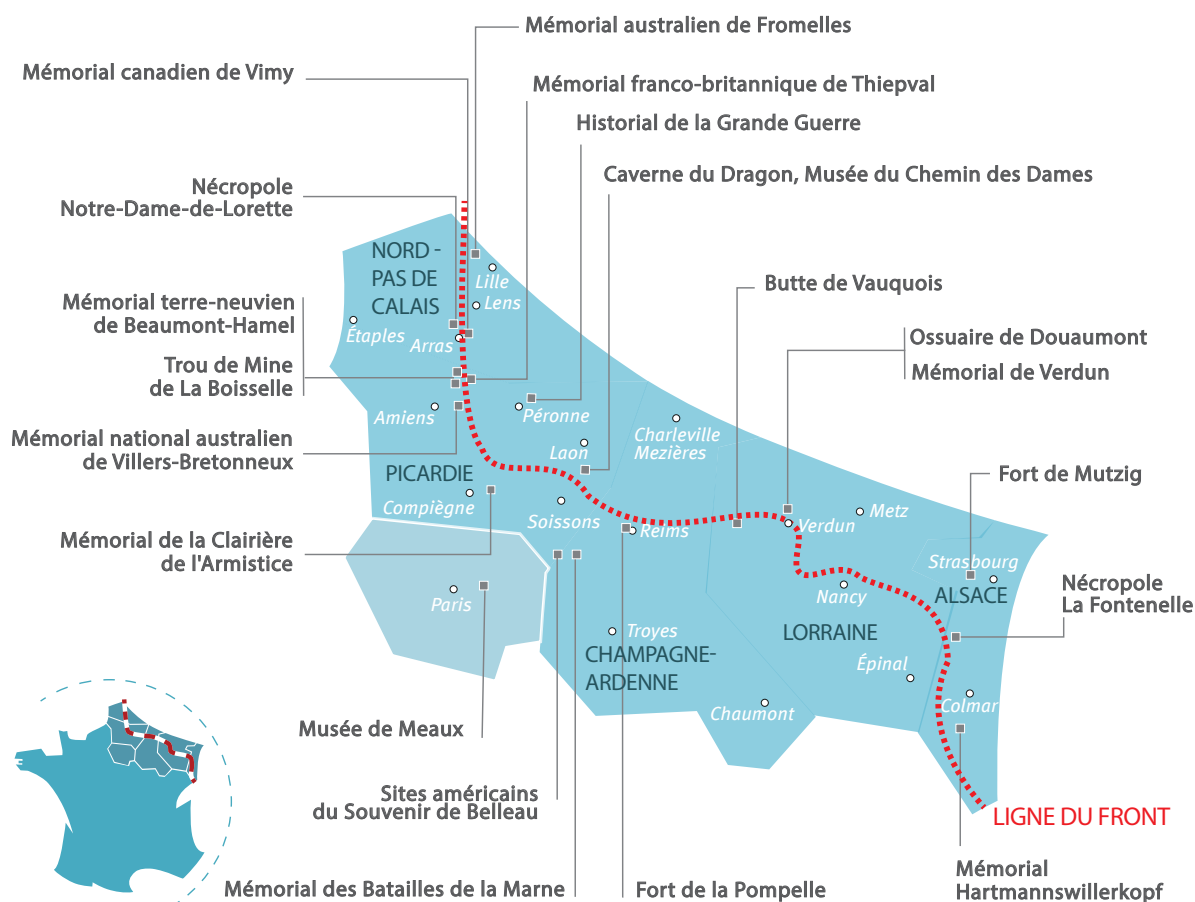 Mémorial australien de Fromelles
Mémorial canadien de Vimy
Mémorial franco-britannique de Thiepval
Historial de la Grande Guerre
Caverne du Dragon, Musée du Chemin des Dames
Nécropole
Notre-Dame-de-Lorette
NORD -
PAS DE
CALAIS
Lille
Lens
Étaples
Arras
Butte de Vauquois
Mémorial terre-neuvien
de Beaumont-Hamel
Ossuaire de Douaumont
Mémorial de Verdun
Trou de Mine
de La Boisselle
Amiens
Péronne
Charleville
Mezières
Mémorial national australien
de Villers-Bretonneux
Laon
PICARDIE
Compiègne
Soissons
Reims
Verdun
Metz
Fort de Mutzig
Mémorial de la Clairière
de l'Armistice
Strasbourg
ALSACE
Nécropole
La Fontenelle
Paris
Nancy
Troyes
LORRAINE
CHAMPAGNE-
ARDENNE
Épinal
Colmar
Chaumont
Musée de Meaux
Sites américains
du Souvenir de Belleau
LIGNE DU FRONT
Mémorial des Batailles de la Marne
Fort de la Pompelle
Mémorial
Hartmannswillerkopf